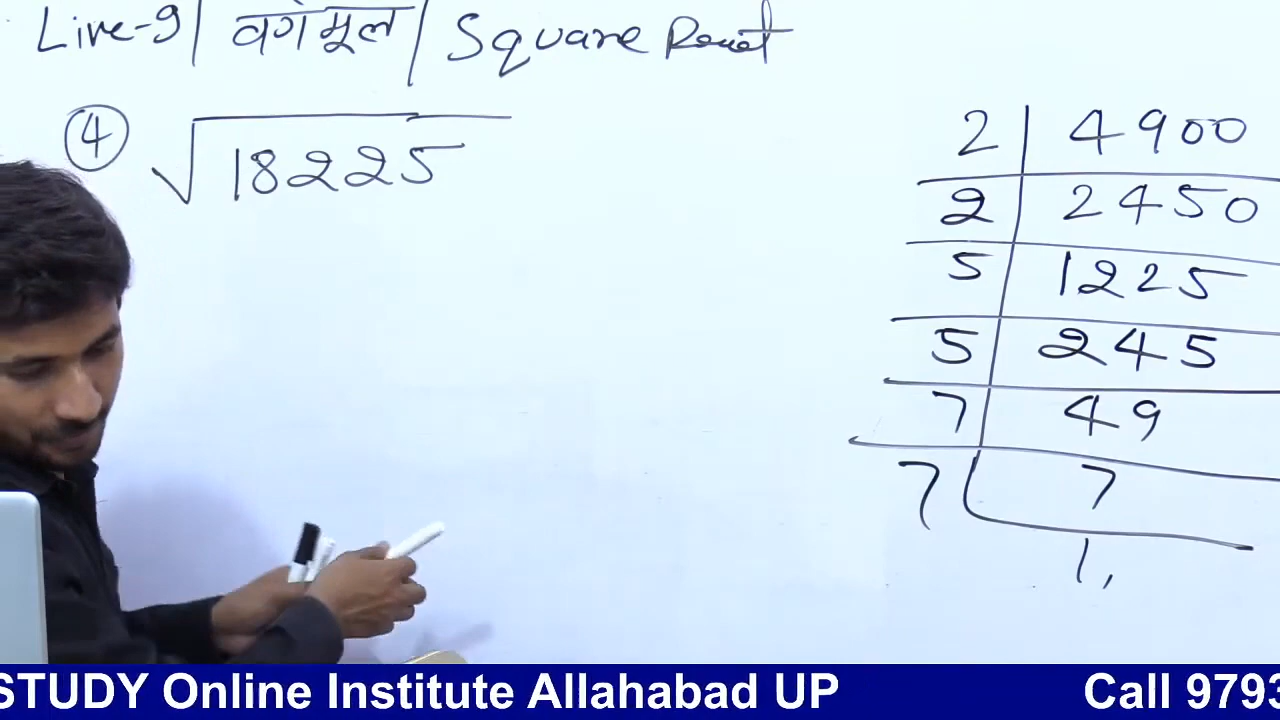 Live-9 | वर्गमूल | Square Root
④ √18225
2 | 4900
2 | 2450
5 | 1225
5 | 245
7 | 49
7 | 7
1,
STUDY Online Institute Allahabad UP Call 9793